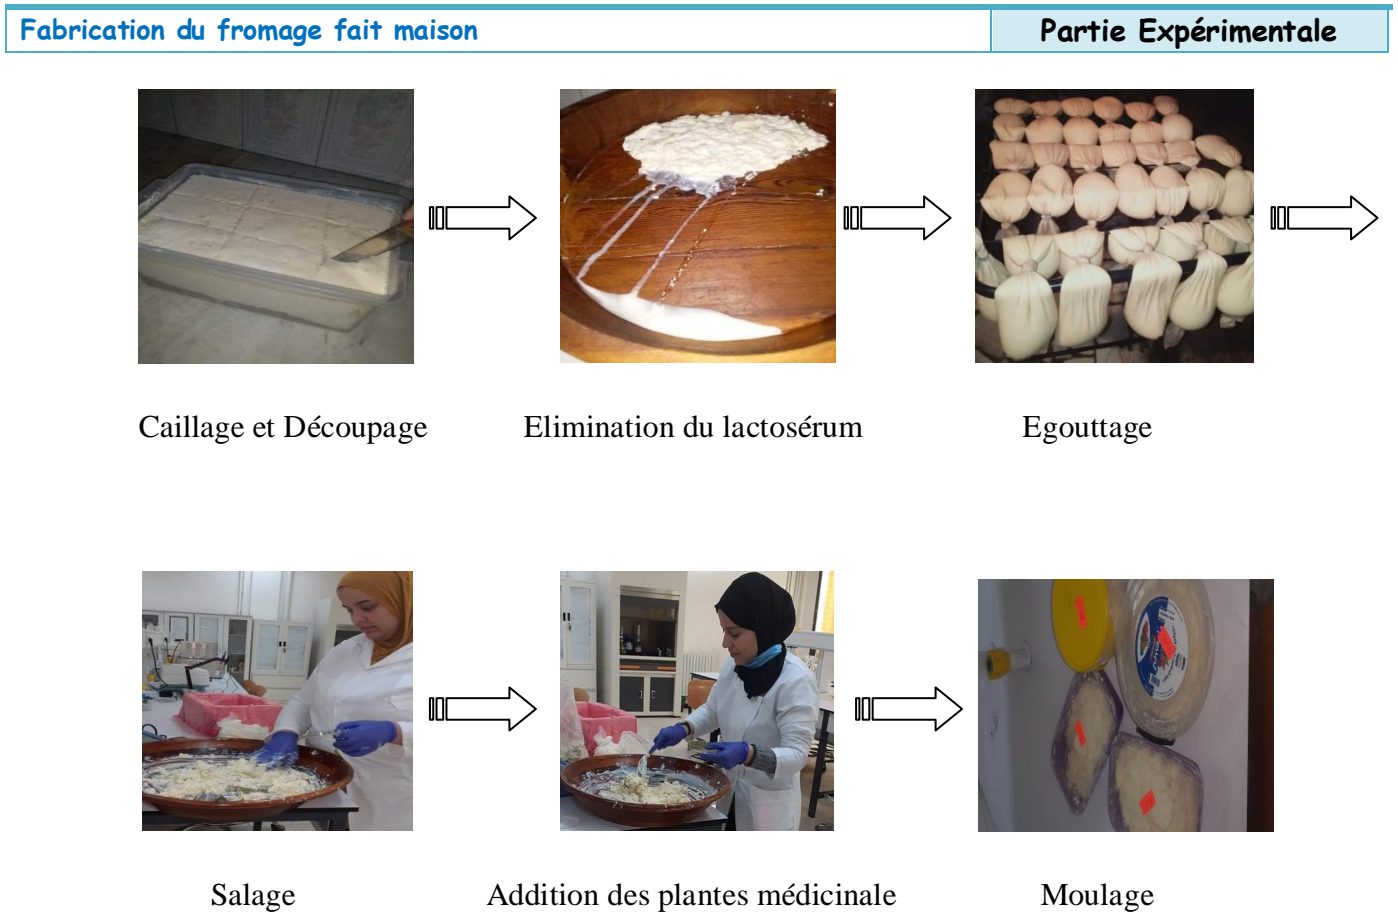 Fabrication du fromage fait maison
Partie Expérimentale
Caillage et Découpage
Elimination du lactosérum
Egouttage
Salage
Addition des plantes médicinale
Moulage